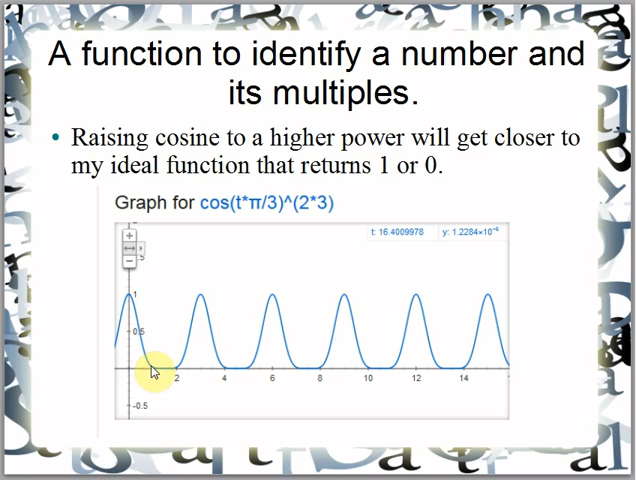 A function to identify a number and
its multiples.
• Raising cosine to a higher power will get closer to
my ideal function that returns 1 or 0.
Graph for cos(t*π/3)^(2*3)
t: 16.4009978 y: 1.2284×10⁻⁶
.5
1
0.5
2 4 6 8 10 12 14
-0.5